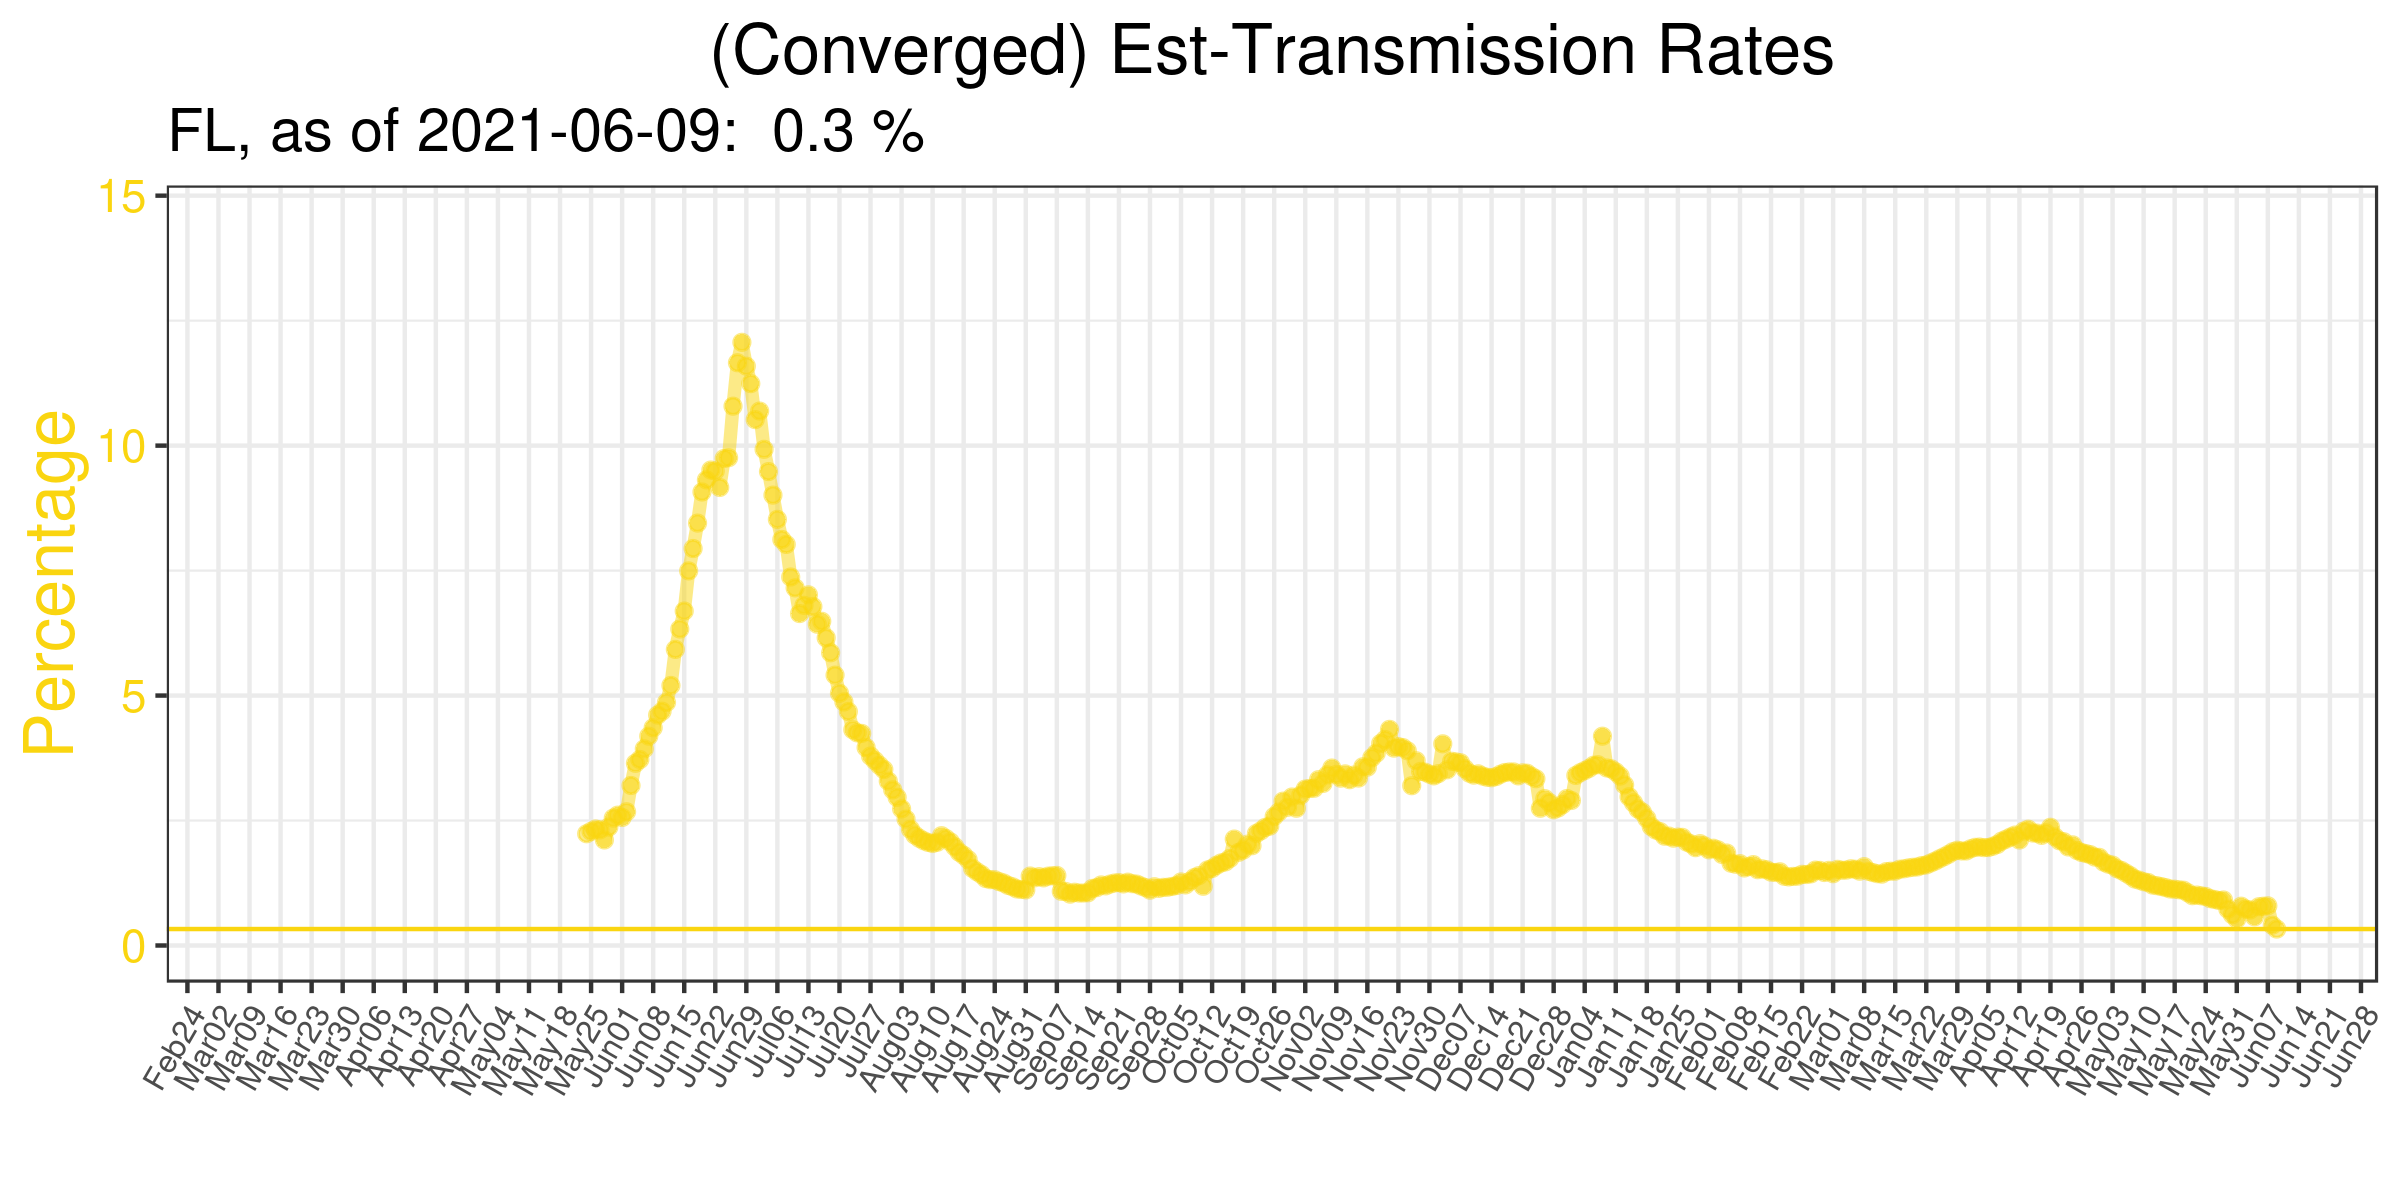 (Converged) Est-Transmission Rates
FL, as of 2021-06-09:  0.3 %
Percentage
15
10
5
0
Feb24
Mar02
Mar09
Mar16
Mar23
Mar30
Apr06
Apr13
Apr20
Apr27
May04
May11
May18
May25
Jun01
Jun08
Jun15
Jun22
Jun29
Jul06
Jul13
Jul20
Jul27
Aug03
Aug10
Aug17
Aug24
Aug31
Sep07
Sep14
Sep21
Sep28
Oct05
Oct12
Oct19
Oct26
Nov02
Nov09
Nov16
Nov23
Nov30
Dec07
Dec14
Dec21
Dec28
Jan04
Jan11
Jan18
Jan25
Feb01
Feb08
Feb15
Feb22
Mar01
Mar08
Mar15
Mar22
Mar29
Apr05
Apr12
Apr19
Apr26
May03
May10
May17
May24
May31
Jun07
Jun14
Jun21
Jun28